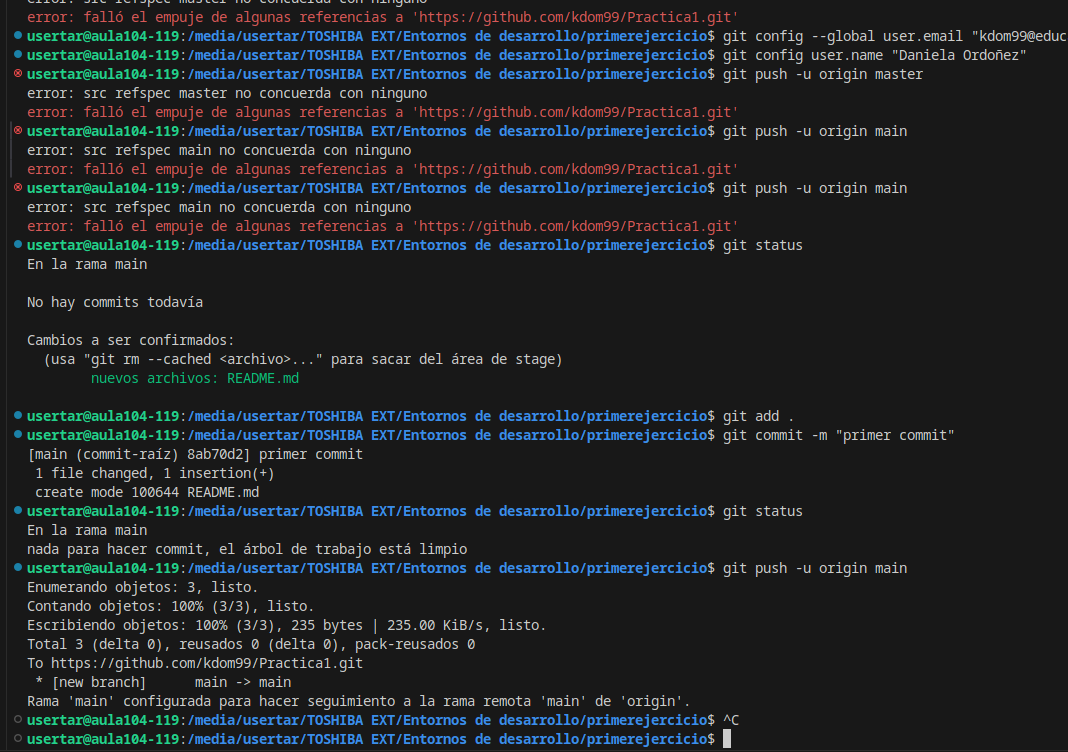 error: src refspec master no concuerda con ninguno
error: falló el empuje de algunas referencias a 'https://github.com/kdom99/Practica1.git'
usertar@aula104-119:/media/usertar/TOSHIBA EXT/Entornos de desarrollo/primerejercicio$ git config --global user.email "kdom99@educ
usertar@aula104-119:/media/usertar/TOSHIBA EXT/Entornos de desarrollo/primerejercicio$ git config user.name "Daniela Ordoñez"
usertar@aula104-119:/media/usertar/TOSHIBA EXT/Entornos de desarrollo/primerejercicio$ git push -u origin master
error: src refspec master no concuerda con ninguno
error: falló el empuje de algunas referencias a 'https://github.com/kdom99/Practica1.git'
usertar@aula104-119:/media/usertar/TOSHIBA EXT/Entornos de desarrollo/primerejercicio$ git push -u origin main
error: src refspec main no concuerda con ninguno
error: falló el empuje de algunas referencias a 'https://github.com/kdom99/Practica1.git'
usertar@aula104-119:/media/usertar/TOSHIBA EXT/Entornos de desarrollo/primerejercicio$ git push -u origin main
error: src refspec main no concuerda con ninguno
error: falló el empuje de algunas referencias a 'https://github.com/kdom99/Practica1.git'
usertar@aula104-119:/media/usertar/TOSHIBA EXT/Entornos de desarrollo/primerejercicio$ git status
En la rama main
No hay commits todavía
Cambios a ser confirmados:
(usa "git rm --cached <archivo>..." para sacar del área de stage)
nuevos archivos: README.md
usertar@aula104-119:/media/usertar/TOSHIBA EXT/Entornos de desarrollo/primerejercicio$ git add .
usertar@aula104-119:/media/usertar/TOSHIBA EXT/Entornos de desarrollo/primerejercicio$ git commit -m "primer commit"
[main (commit-raíz) 8ab70d2] primer commit
1 file changed, 1 insertion(+)
create mode 100644 README.md
usertar@aula104-119:/media/usertar/TOSHIBA EXT/Entornos de desarrollo/primerejercicio$ git status
En la rama main
nada para hacer commit, el árbol de trabajo está limpio
usertar@aula104-119:/media/usertar/TOSHIBA EXT/Entornos de desarrollo/primerejercicio$ git push -u origin main
Enumerando objetos: 3, listo.
Contando objetos: 100% (3/3), listo.
Escribiendo objetos: 100% (3/3), 235 bytes | 235.00 KiB/s, listo.
Total 3 (delta 0), reusados 0 (delta 0), pack-reusados 0
To https://github.com/kdom99/Practica1.git
* [new branch]      main -> main
Rama 'main' configurada para hacer seguimiento a la rama remota 'main' de 'origin'.
usertar@aula104-119:/media/usertar/TOSHIBA EXT/Entornos de desarrollo/primerejercicio$ ^C
usertar@aula104-119:/media/usertar/TOSHIBA EXT/Entornos de desarrollo/primerejercicio$